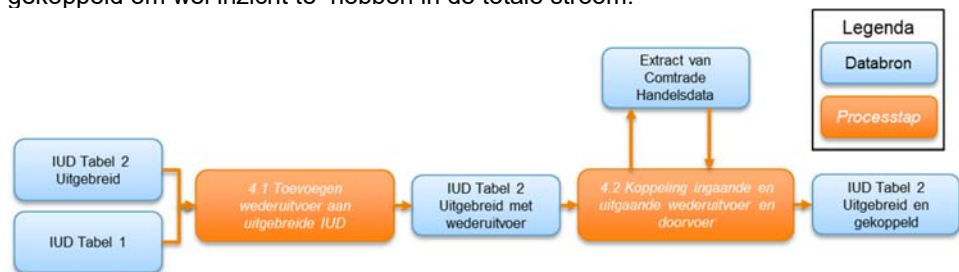 gekoppeld om wel inzicht te hebben in de totale stroom.
Legenda
Databron
Processtap
Extract van
Comtrade
Handelsdata
IUD Tabel 2
Uitgebreid
IUD Tabel 1
4.1 Toevoegen
wederuitvoer aan
uitgebreide IUD
IUD Tabel 2
Uitgebreid met
wederuitvoer
4.2 Koppeling ingaande en
uitgaande wederuitvoer en
doorvoer
IUD Tabel 2
Uitgebreid en
gekoppeld